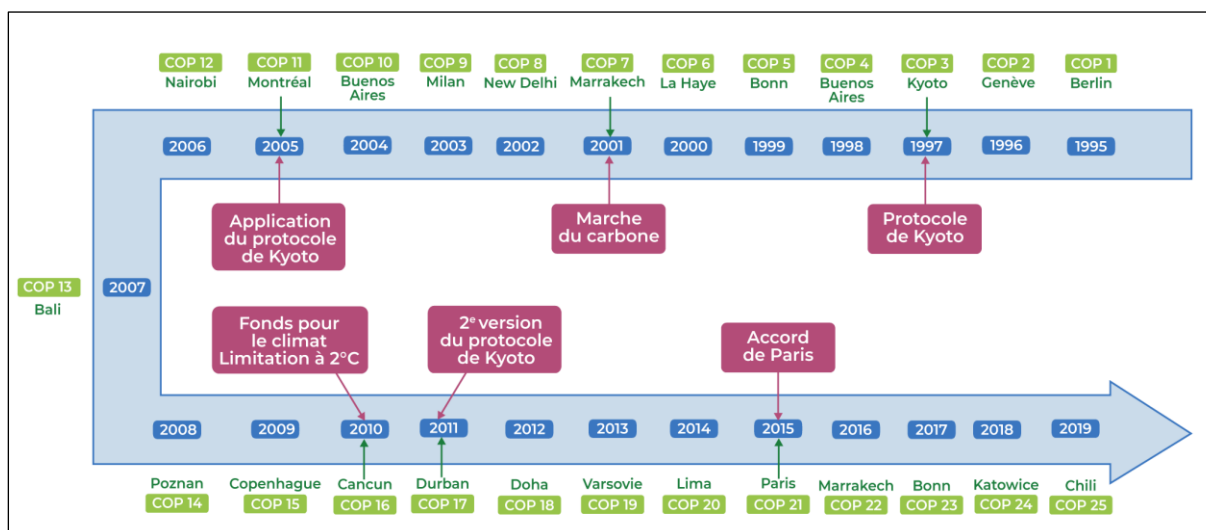 COP 12 COP 11 COP 10 COP 9 COP 8 COP 7 COP 6 COP 5 COP 4 COP 3 COP 2 COP 1
Nairobi Montréal Buenos Aires Milan New Delhi Marrakech La Haye Bonn Buenos Aires Kyoto Genève Berlin
2006 2005 2004 2003 2002 2001 2000 1999 1998 1997 1996 1995
Application
du protocole
de Kyoto
Marche
du carbone
Protocole
de Kyoto
COP 13
Bali
2007
Fonds pour
le climat
Limitation à 2°C
2e version
du protocole
de Kyoto
Accord
de Paris
2008 2009 2010 2011 2012 2013 2014 2015 2016 2017 2018 2019
Poznan Copenhague Cancun Durban Doha Varsovie Lima Paris Marrakech Bonn Katowice Chili
COP 14 COP 15 COP 16 COP 17 COP 18 COP 19 COP 20 COP 21 COP 22 COP 23 COP 24 COP 25